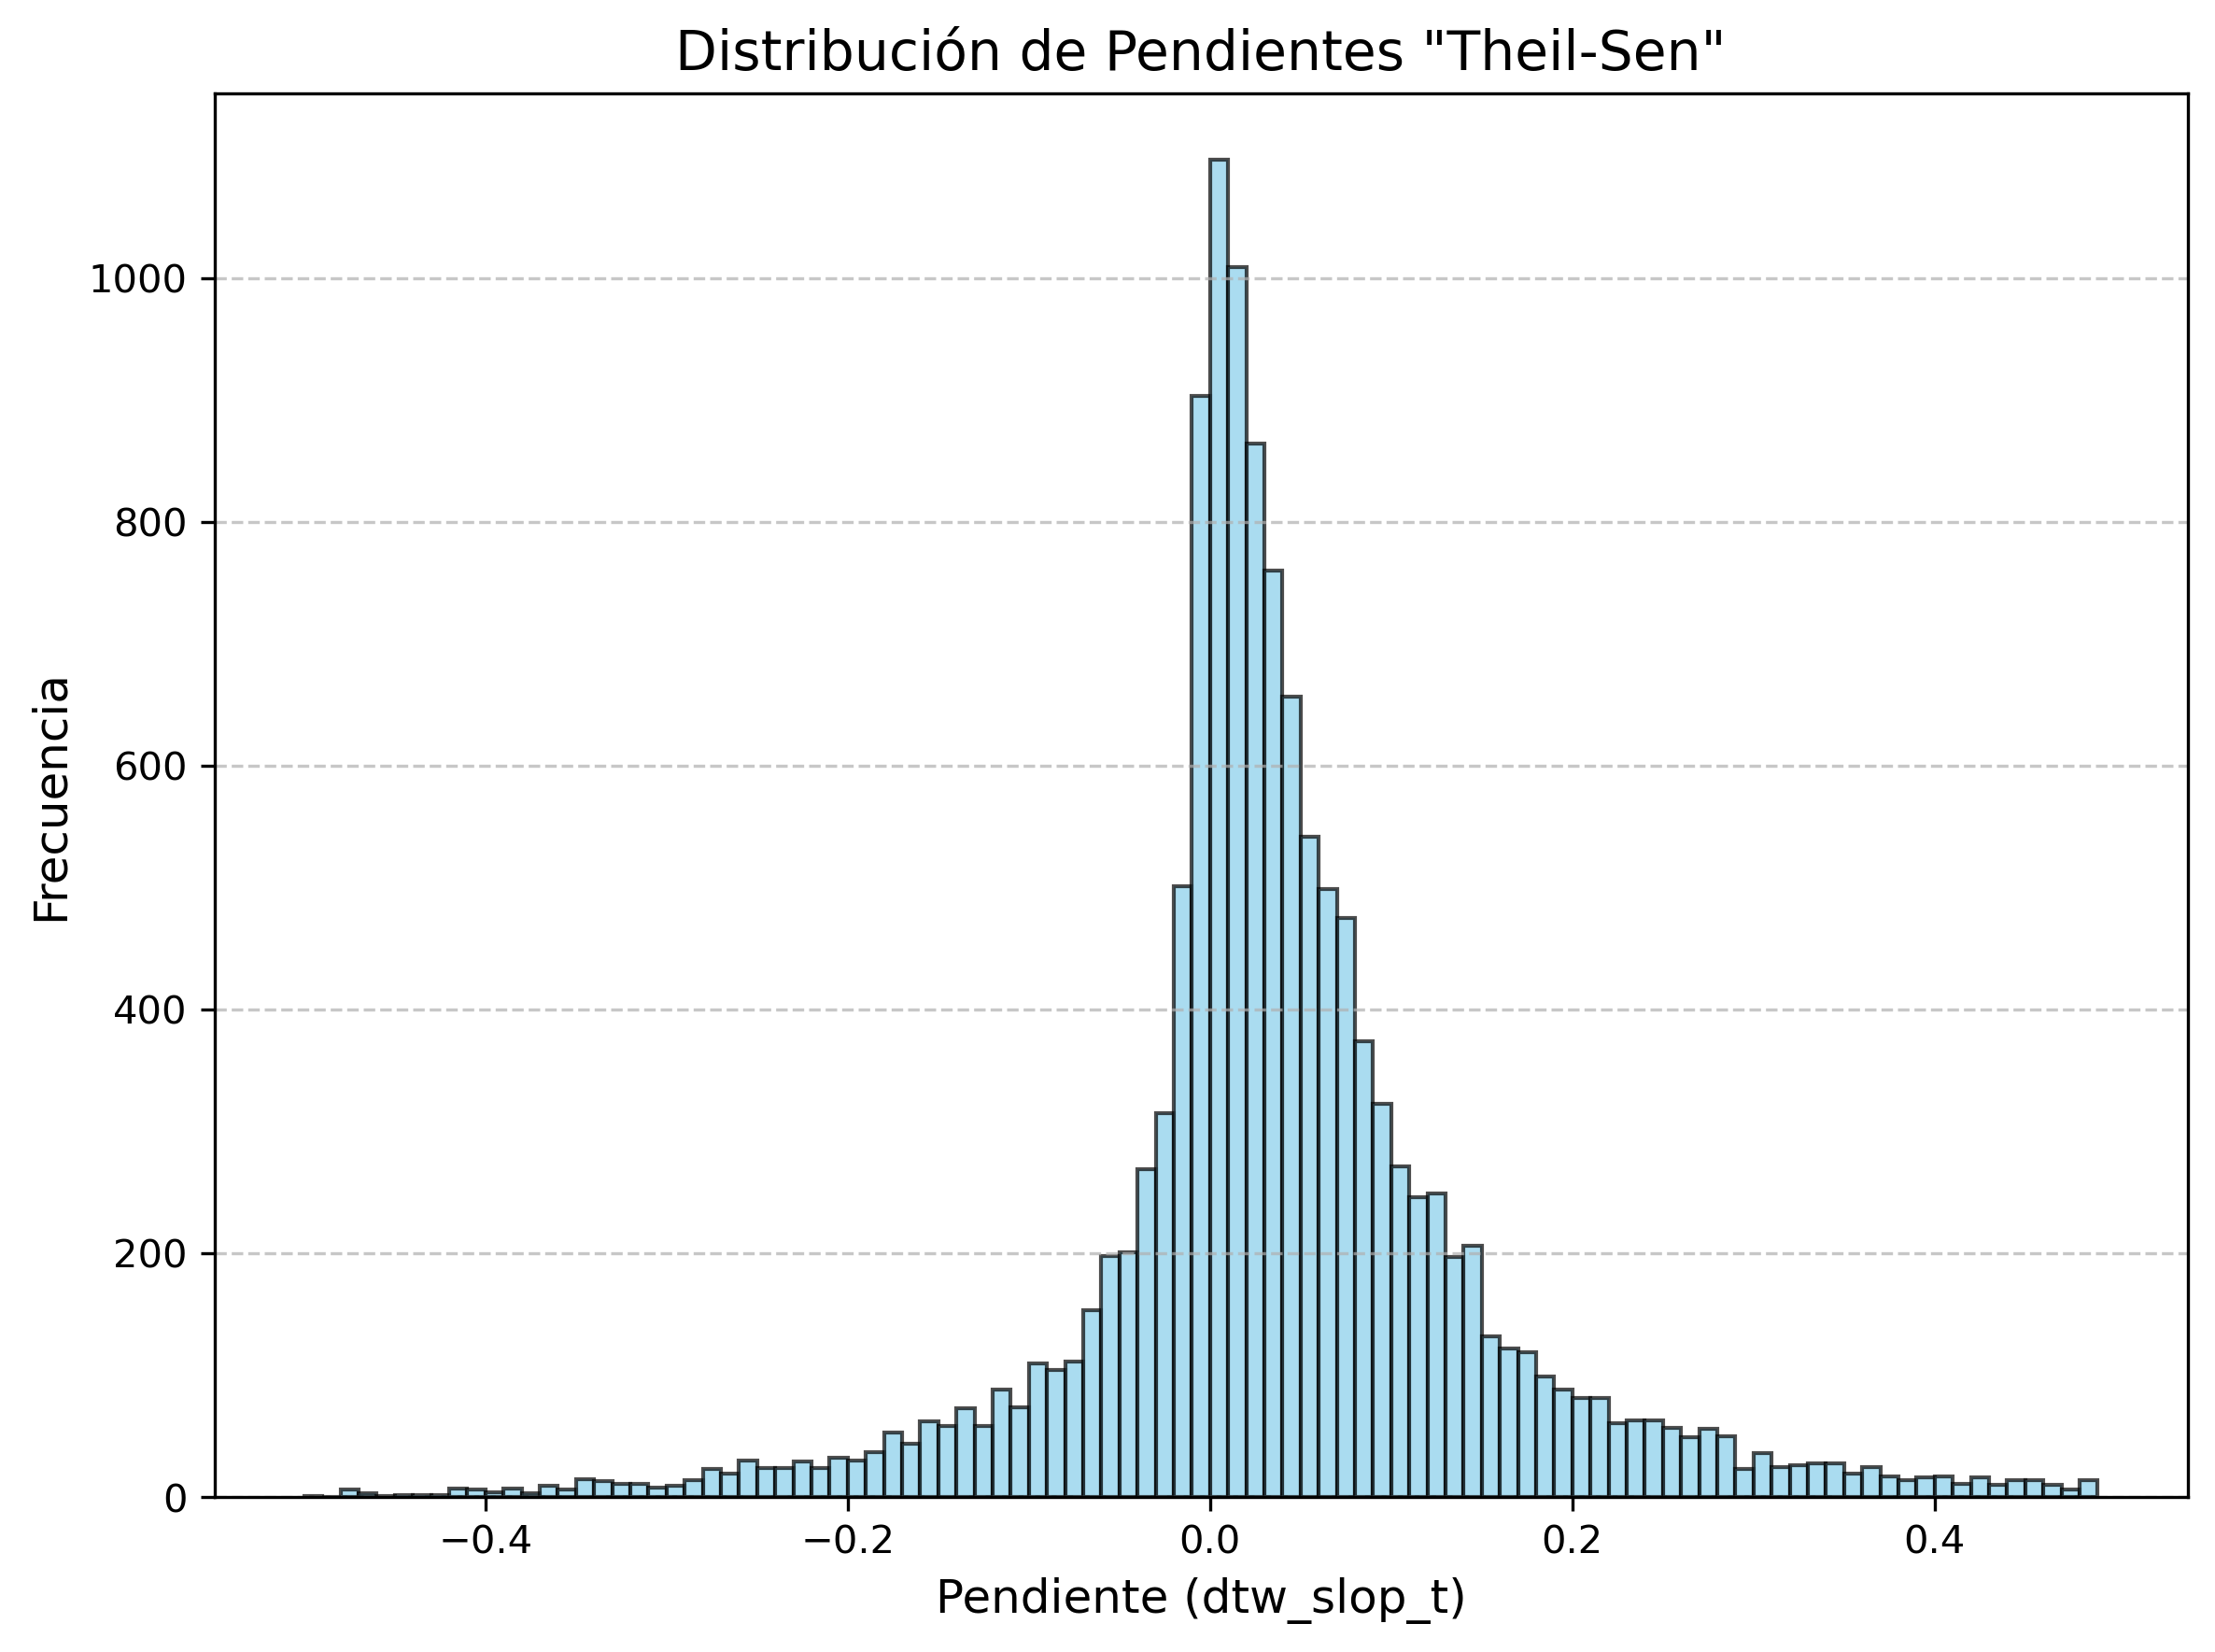 Distribución de Pendientes "Theil-Sen"
Frecuencia
1000
800
600
400
200
0
−0.4 −0.2 0.0 0.2 0.4
Pendiente (dtw_slop_t)